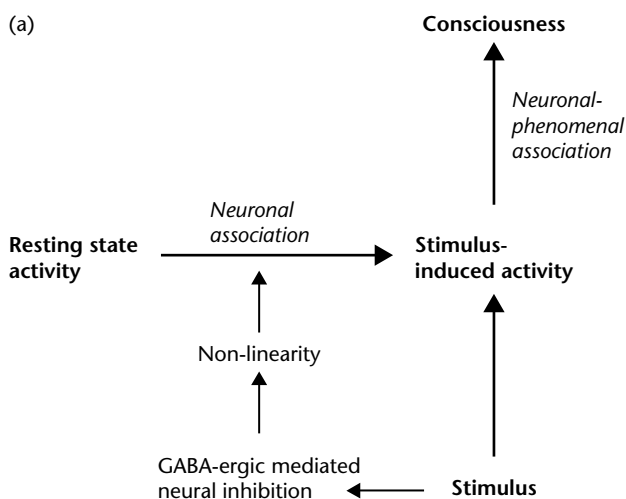 (a)
Consciousness
Neuronal-
phenomenal
association
Neuronal
association
Resting state
activity
Stimulus-
induced activity
Non-linearity
GABA-ergic mediated
neural inhibition
Stimulus